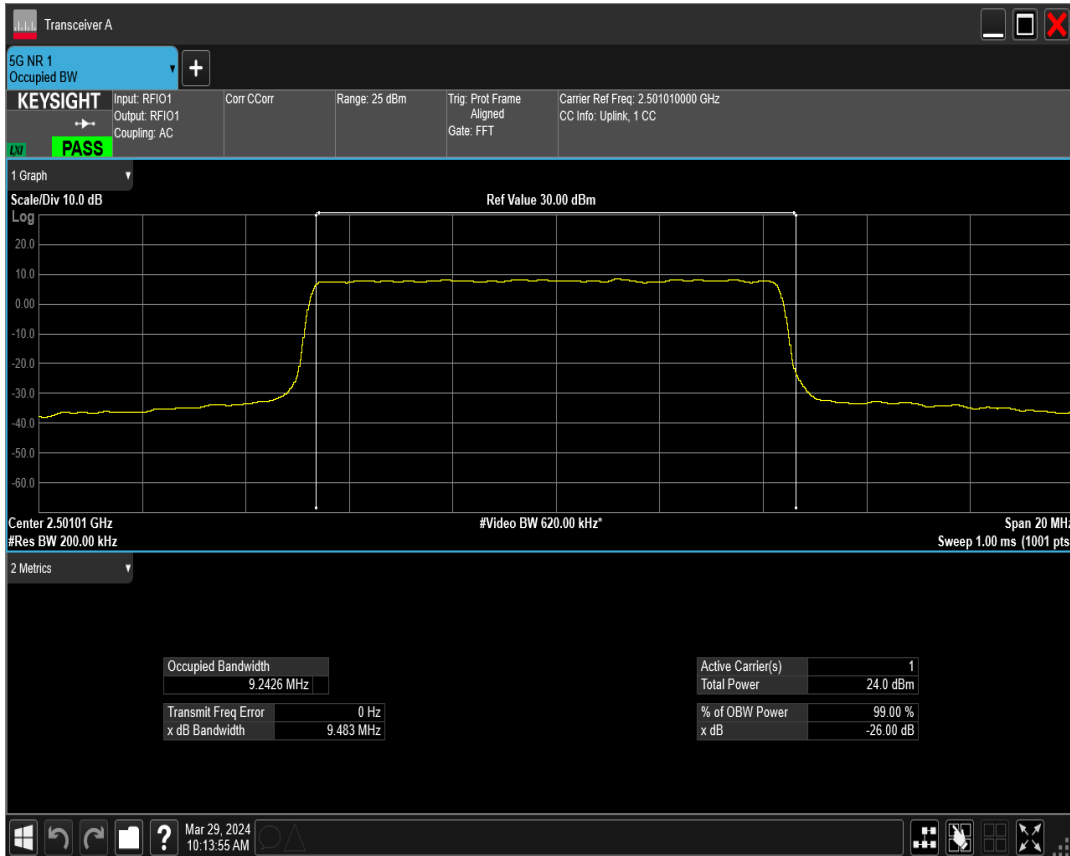 Transceiver A
5G NR 1
Occupied BW
+
KEYSIGHT
LXI
PASS
Input: RFIO1
Output: RFIO1
Coupling: AC
Corr CCorr
Range: 25 dBm
Trig: Prot Frame
Aligned
Gate: FFT
Carrier Ref Freq: 2.501010000 GHz
CC Info: Uplink, 1 CC
1 Graph
Scale/Div 10.0 dB
Ref Value 30.00 dBm
Log
20.0
10.0
0.00
-10.0
-20.0
-30.0
-40.0
-50.0
-60.0
Center 2.50101 GHz
#Video BW 620.00 kHz*
Span 20 MHz
#Res BW 200.00 kHz
Sweep 1.00 ms (1001 pts
2 Metrics
Occupied Bandwidth
9.2426 MHz
Transmit Freq Error 0 Hz
x dB Bandwidth 9.483 MHz
Active Carrier(s) 1
Total Power 24.0 dBm
% of OBW Power 99.00 %
x dB -26.00 dB
?
Mar 29, 2024
10:13:55 AM